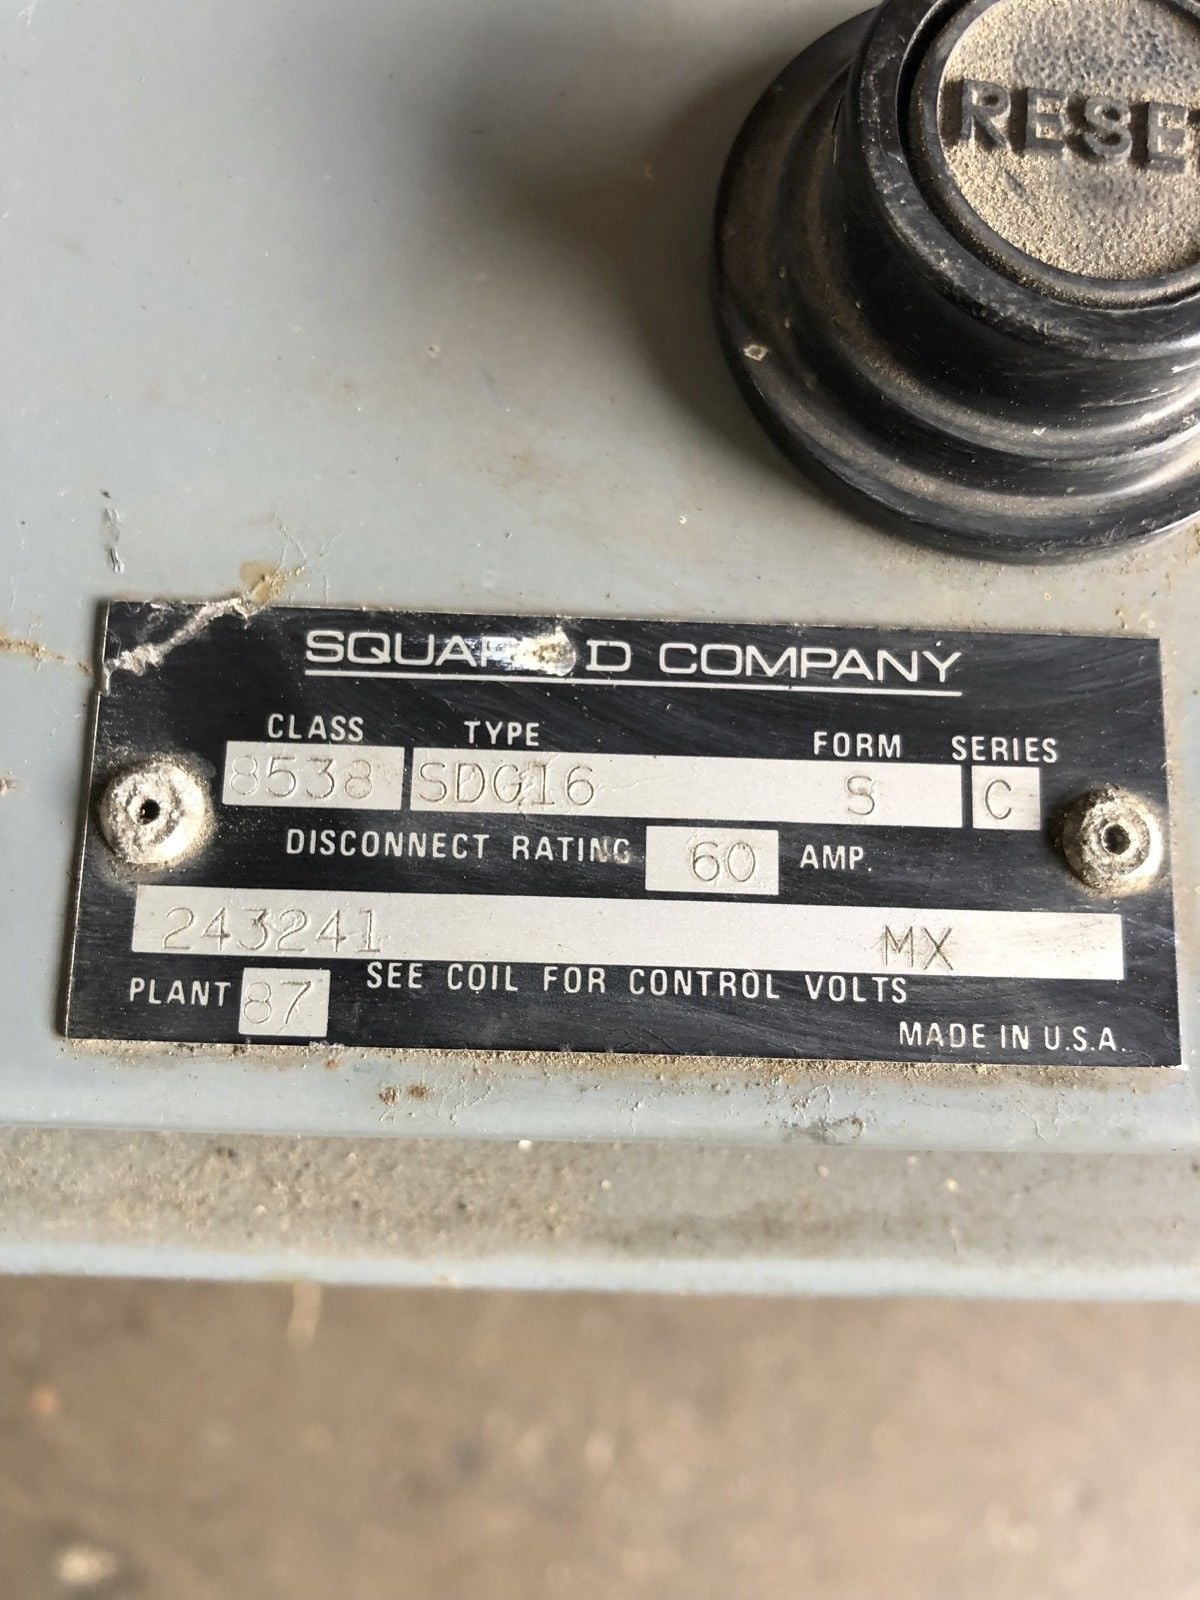 RESE
SQUARE D COMPANY
CLASS TYPE FORM SERIES
8538 SDG16 S C
DISCONNECT RATING 60 AMP.
243241 MX
SEE COIL FOR CONTROL VOLTS
PLANT 87
MADE IN U.S.A.